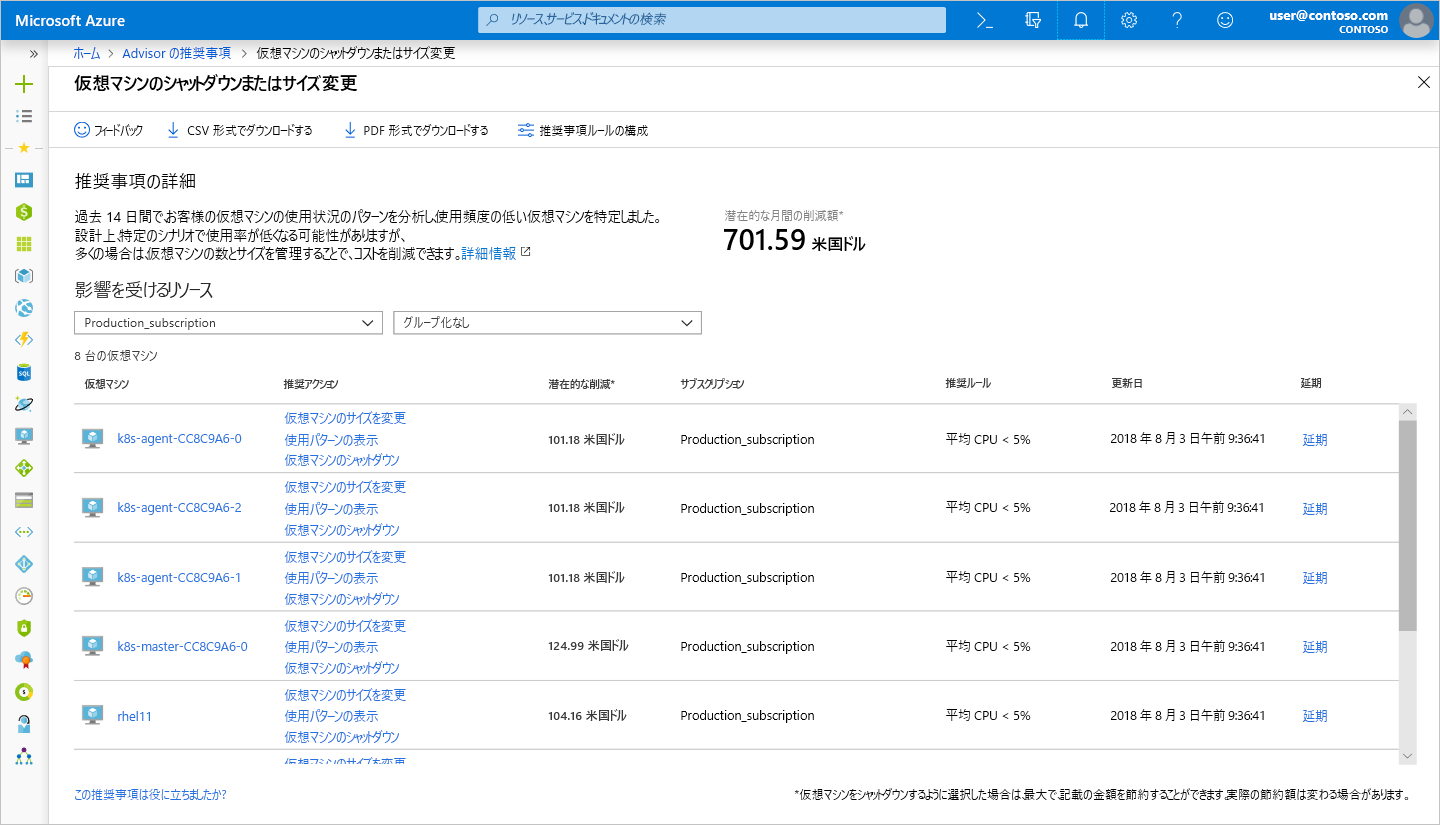 Microsoft Azure
リソース、サービス、ドキュメントの検索
user@contoso.com
CONTOSO
ホーム > Advisor の推奨事項 > 仮想マシンのシャットダウンまたはサイズ変更
仮想マシンのシャットダウンまたはサイズ変更
フィードバック CSV 形式でダウンロードする PDF 形式でダウンロードする 推奨事項ルールの構成
推奨事項の詳細
過去 14 日間で、お客様の仮想マシンの使用状況のパターンを分析し、使用頻度の低い仮想マシンを特定しました。
設計上、特定のシナリオで使用率が低くなる可能性がありますが、
多くの場合は、仮想マシンの数とサイズを管理することで、コストを削減できます。詳細情報
潜在的な月間の削減額*
701.59 米国ドル
影響を受けるリソース
Production_subscription グループ化なし
8 台の仮想マシン
仮想マシン 推奨アクション 潜在的な削減* サブスクリプション 推奨ルール 更新日 延期
仮想マシンのサイズを変更
k8s-agent-CC8C9A6-0 使用パターンの表示 101.18 米国ドル Production_subscription 平均 CPU < 5% 2018 年 8 月 3 日午前 9:36:41 延期
仮想マシンのシャットダウン
仮想マシンのサイズを変更
k8s-agent-CC8C9A6-2 使用パターンの表示 101.18 米国ドル Production_subscription 平均 CPU < 5% 2018 年 8 月 3 日午前 9:36:41 延期
仮想マシンのシャットダウン
仮想マシンのサイズを変更
k8s-agent-CC8C9A6-1 使用パターンの表示 101.18 米国ドル Production_subscription 平均 CPU < 5% 2018 年 8 月 3 日午前 9:36:41 延期
仮想マシンのシャットダウン
仮想マシンのサイズを変更
k8s-master-CC8C9A6-0 使用パターンの表示 124.99 米国ドル Production_subscription 平均 CPU < 5% 2018 年 8 月 3 日午前 9:36:41 延期
仮想マシンのシャットダウン
仮想マシンのサイズを変更
rhel11 使用パターンの表示 104.16 米国ドル Production_subscription 平均 CPU < 5% 2018 年 8 月 3 日午前 9:36:41 延期
仮想マシンのシャットダウン
仮想マシンのサイズを変更
この推奨事項は役に立ちましたか?
*仮想マシンをシャットダウンするように選択した場合は、最大で、記載の金額を節約することができます。実際の節約額は変わる場合があります。